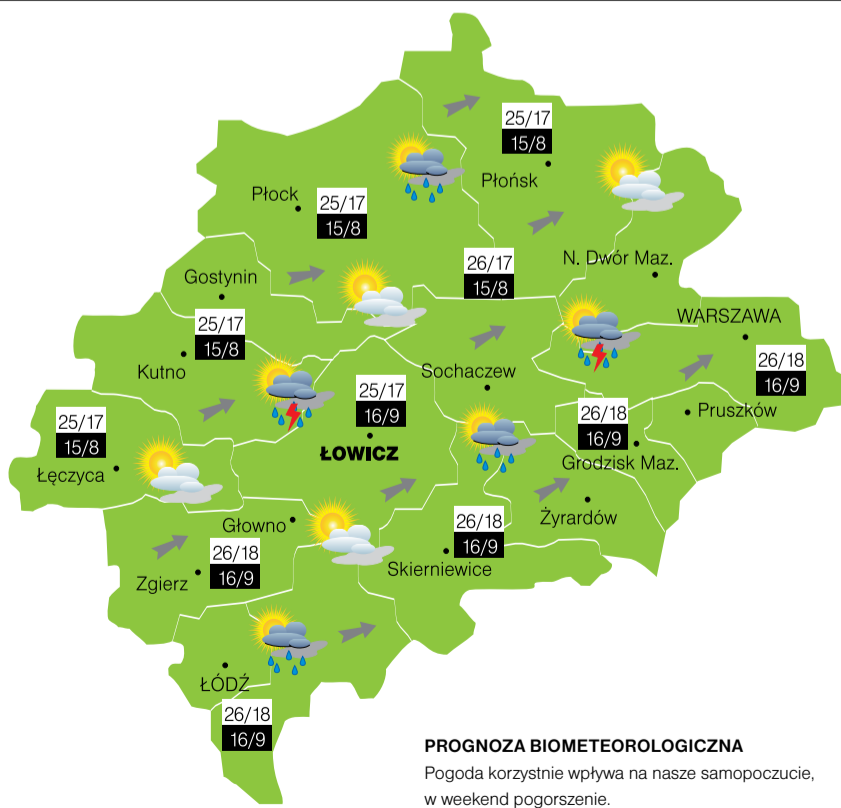 25/17
15/8
Płońsk
Płock
25/17
15/8
N. Dwór Maz.
26/17
15/8
Gostynin
25/17
15/8
Kutno
WARSZAWA
26/18
16/9
Sochaczew
25/17
16/9
ŁOWICZ
Pruszków
26/18
16/9
Grodzisk Maz.
25/17
15/8
Łęczyca
Żyrardów
Głowno
26/18
16/9
Skierniewice
26/18
16/9
Zgierz
ŁÓDŹ
26/18
16/9
PROGNOZA BIOMETEOROLOGICZNA
Pogoda korzystnie wpływa na nasze samopoczucie,
w weekend pogorszenie.